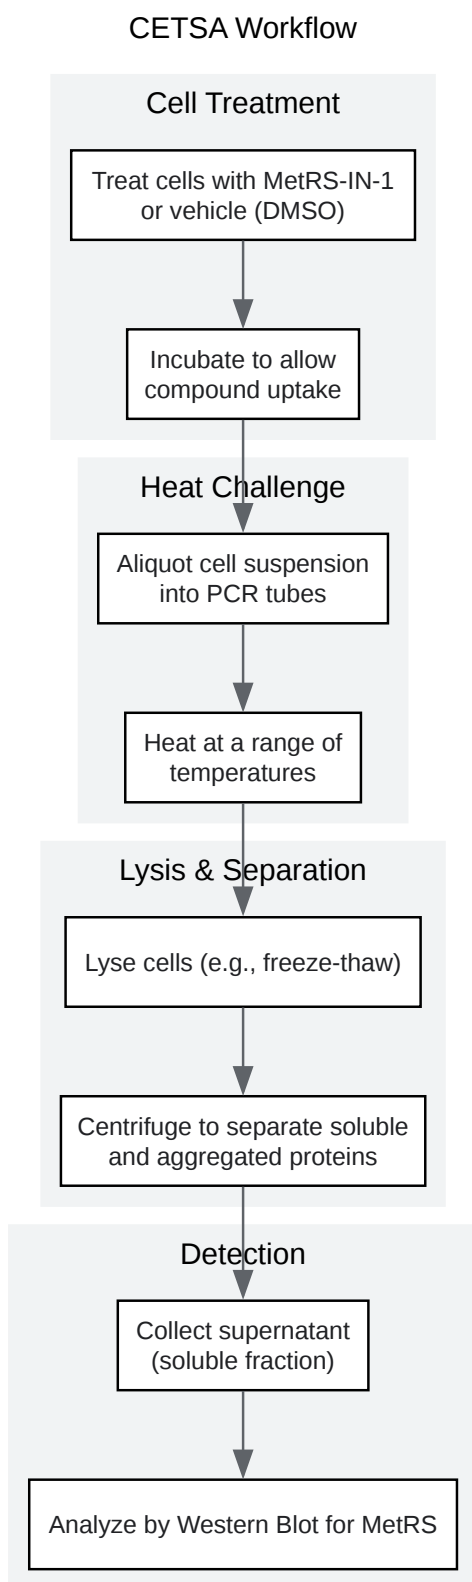 CETSA Workflow
Cell Treatment
Treat cells with MetRS-IN-1
or vehicle (DMSO)
Incubate to allow
compound uptake
Heat Challenge
Aliquot cell suspension
into PCR tubes
Heat at a range of
temperatures
Lysis & Separation
Lyse cells (e.g., freeze-thaw)
Centrifuge to separate soluble
and aggregated proteins
Detection
Collect supernatant
(soluble fraction)
Analyze by Western Blot for MetRS